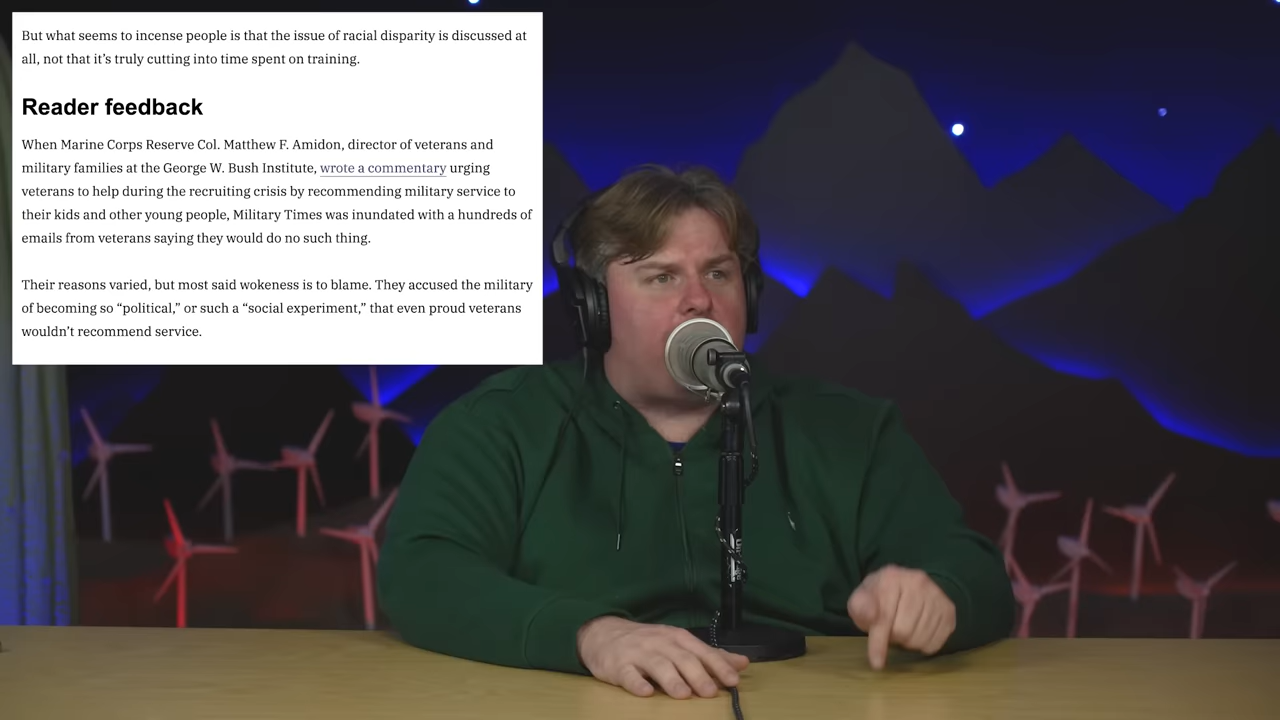 But what seems to incense people is that the issue of racial disparity is discussed at
all, not that it’s truly cutting into time spent on training.
Reader feedback
When Marine Corps Reserve Col. Matthew F. Amidon, director of veterans and
military families at the George W. Bush Institute, wrote a commentary urging
veterans to help during the recruiting crisis by recommending military service to
their kids and other young people, Military Times was inundated with a hundreds of
emails from veterans saying they would do no such thing.
Their reasons varied, but most said wokeness is to blame. They accused the military
of becoming so “political,” or such a “social experiment,” that even proud veterans
wouldn’t recommend service.